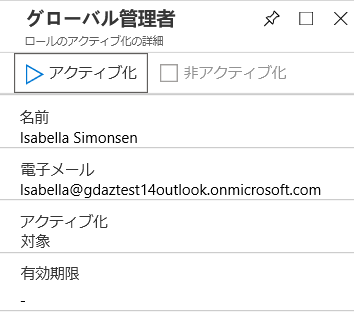 グローバル管理者
ロールのアクティブ化の詳細
アクティブ化 非アクティブ化
名前
Isabella Simonsen
電子メール
Isabella@gdaztest14outlook.onmicrosoft.com
アクティブ化
対象
有効期限
-